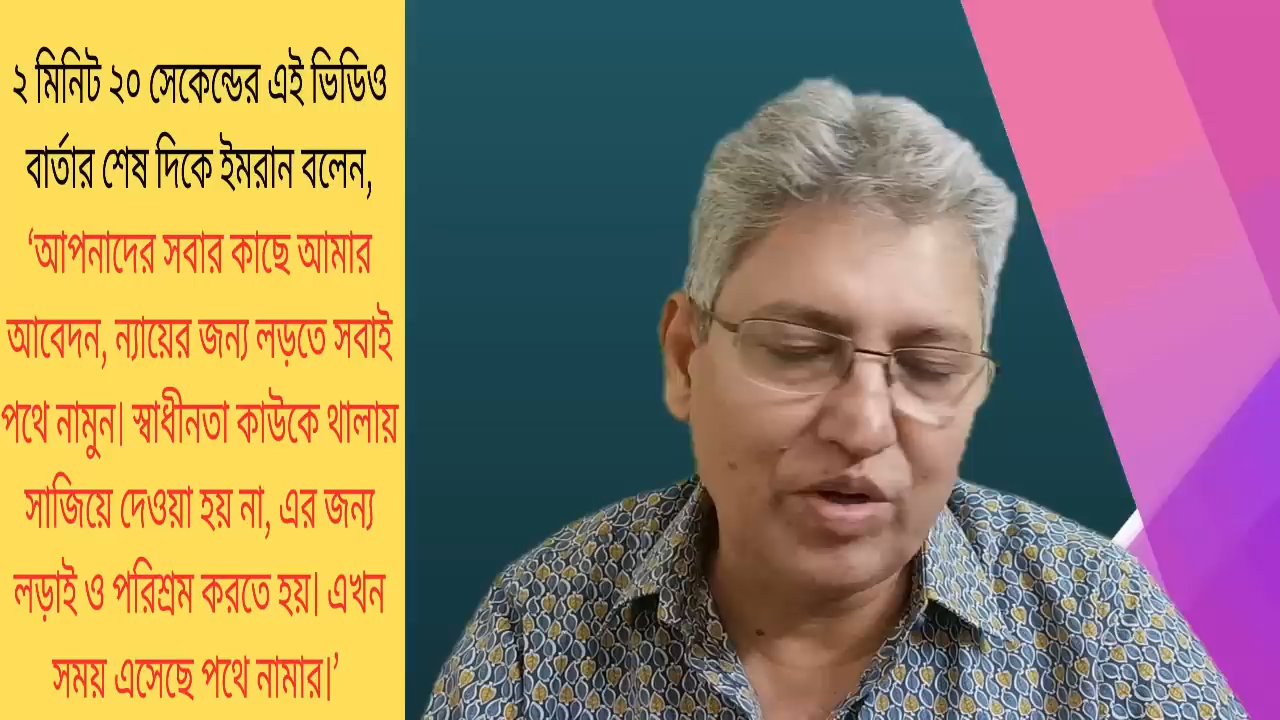 ২ মিনিট ২০ সেকেন্ডের এই ভিডিও
বার্তার শেষ দিকে ইমরান বলেন,
‘আপনাদের সবার কাছে আমার
আবেদন, ন্যায়ের জন্য লড়তে সবাই
পথে নামুন। স্বাধীনতা কাউকে থালায়
সাজিয়ে দেওয়া হয় না, এর জন্য
লড়াই ও পরিশ্রম করতে হয়। এখন
সময় এসেছে পথে নামার।’